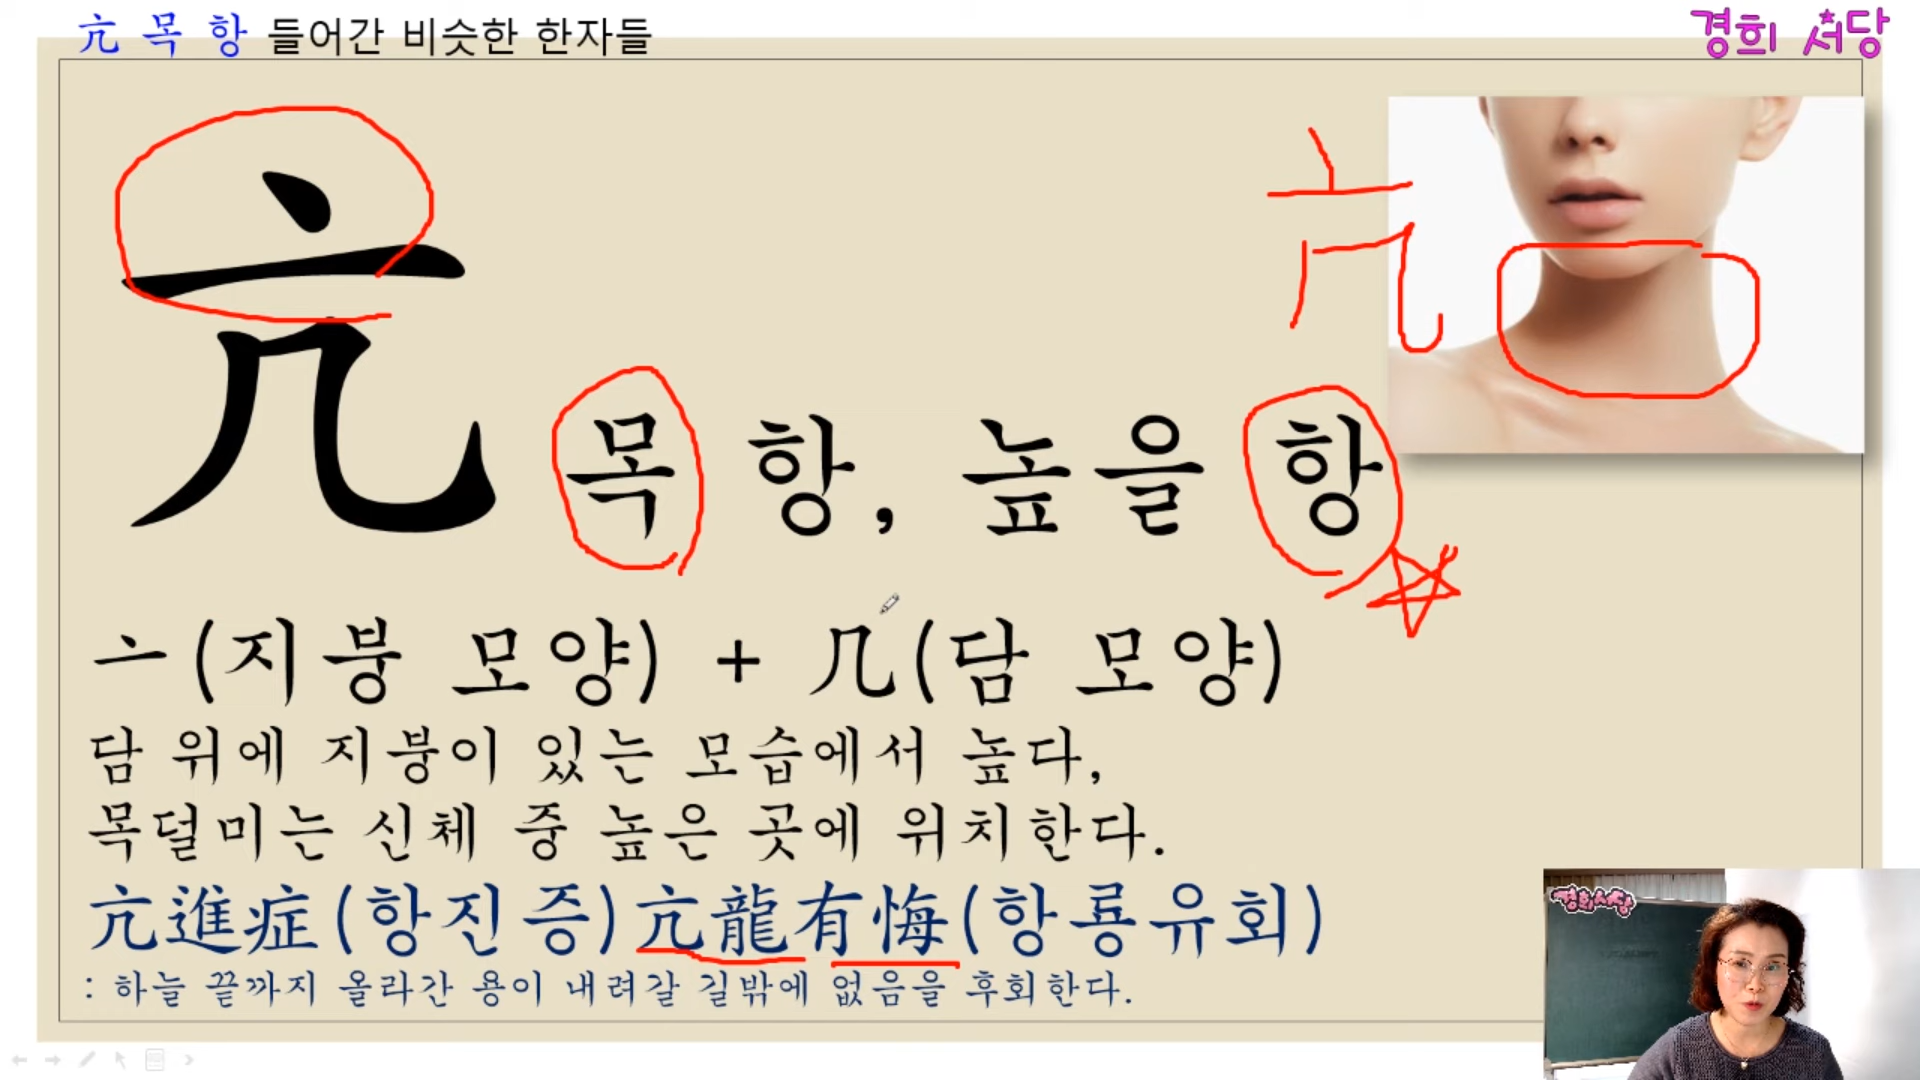 亢 목 항 들어간 비슷한 한자들
경희 서당
亢 목 항, 높을 항
亢
亠(지붕 모양) + 几(담 모양)
담 위에 지붕이 있는 모습에서 높다,
목덜미는 신체 중 높은 곳에 위치한다.
亢進症(항진증)亢龍有悔(항룡유회)
: 하늘 끝까지 올라간 용이 내려갈 길밖에 없음을 후회한다.
경희서당